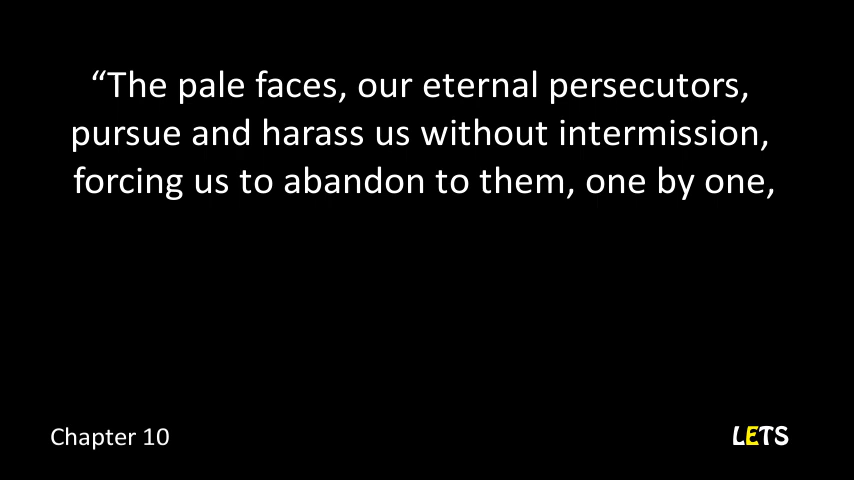 “The pale faces, our eternal persecutors,
pursue and harass us without intermission,
forcing us to abandon to them, one by one,
Chapter 10
LETS